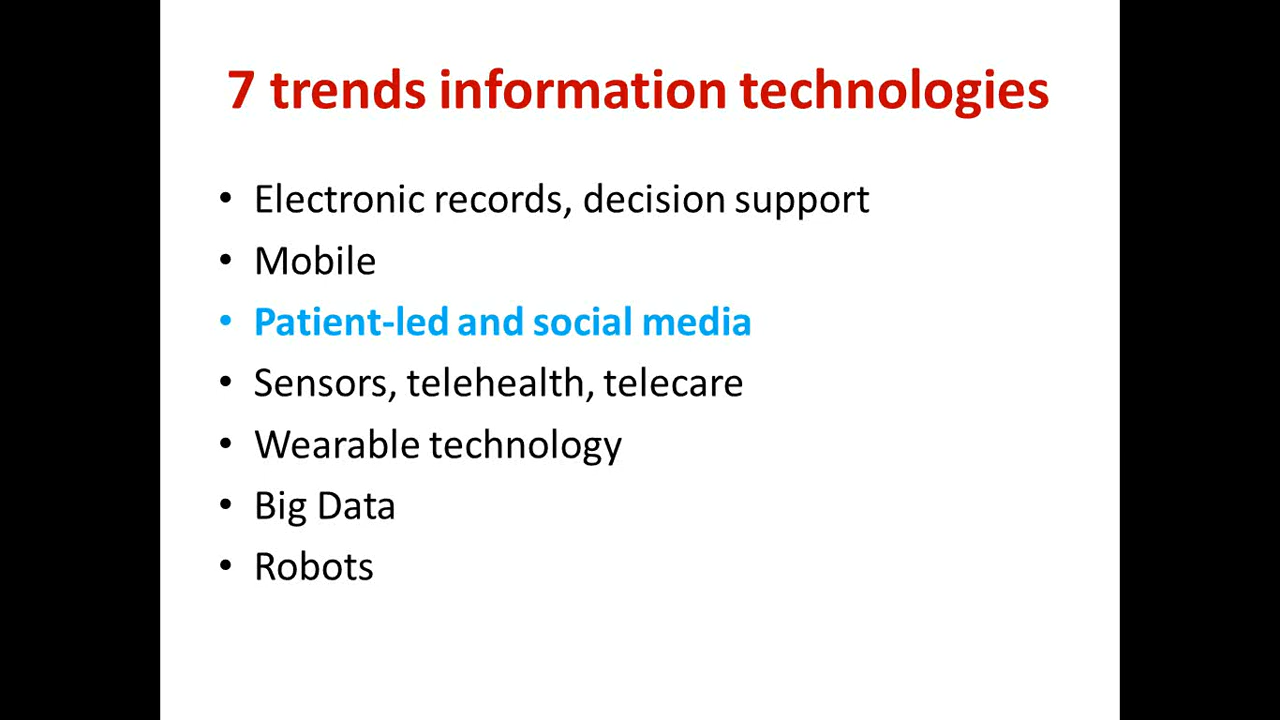 7 trends information technologies
• Electronic records, decision support
• Mobile
• Patient-led and social media
• Sensors, telehealth, telecare
• Wearable technology
• Big Data
• Robots